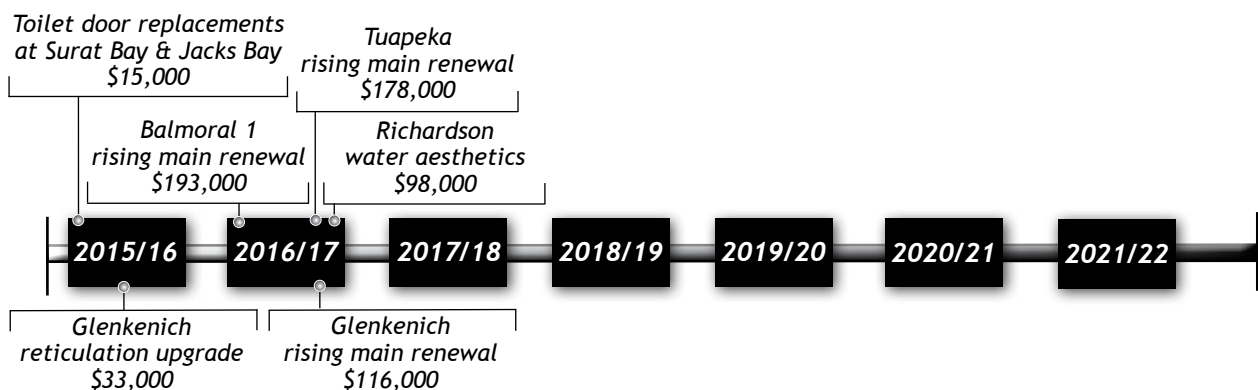 Toilet door replacements
at Surat Bay & Jacks Bay
$15,000
Tuapeka
rising main renewal
$178,000
Balmoral 1
rising main renewal
$193,000
Richardson
water aesthetics
$98,000
2015/16
2016/17
2017/18
2018/19
2019/20
2020/21
2021/22
Glenkenich
reticulation upgrade
$33,000
Glenkenich
rising main renewal
$116,000